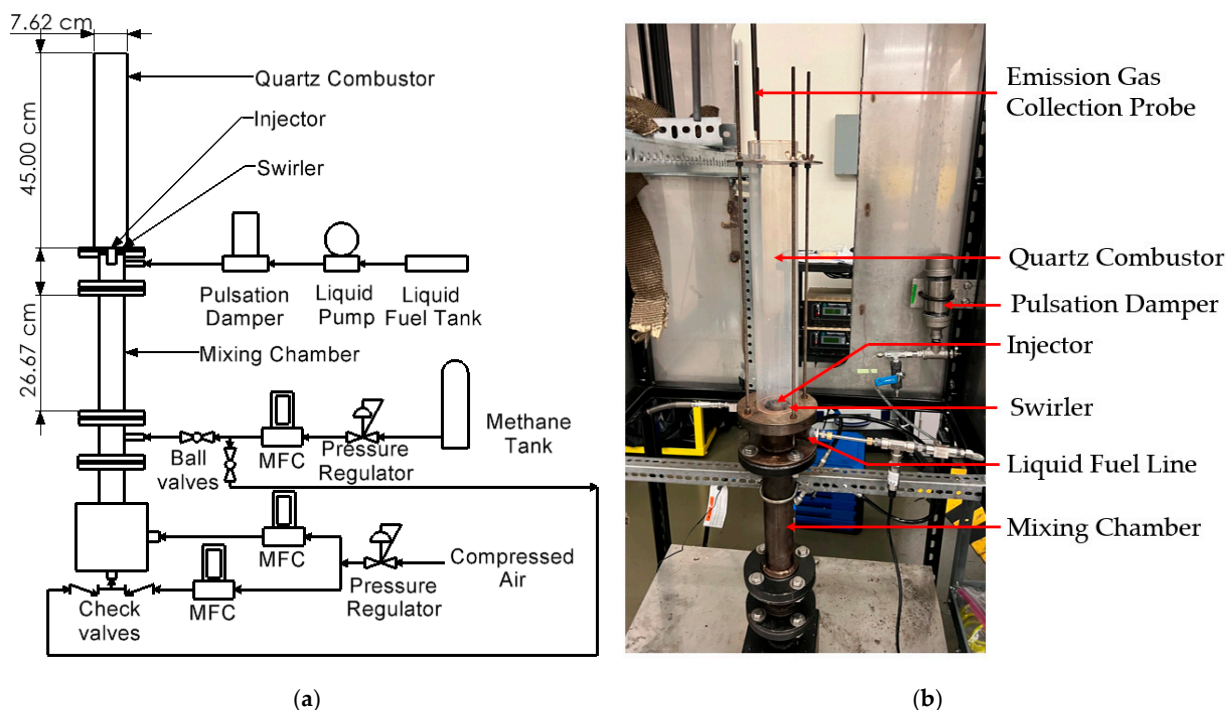 7.62 cm
45.00 cm
26.67 cm
Quartz Combustor
Injector
Swirler
Pulsation
Damper
Liquid
Pump
Liquid
Fuel Tank
Mixing Chamber
Methane
Tank
Ball
valves
MFC
Pressure
Regulator
MFC
Compressed
Air
Pressure
Regulator
Check
valves
MFC
(a)
Emission Gas
Collection Probe
Quartz Combustor
Pulsation Damper
Injector
Swirler
Liquid Fuel Line
Mixing Chamber
(b)